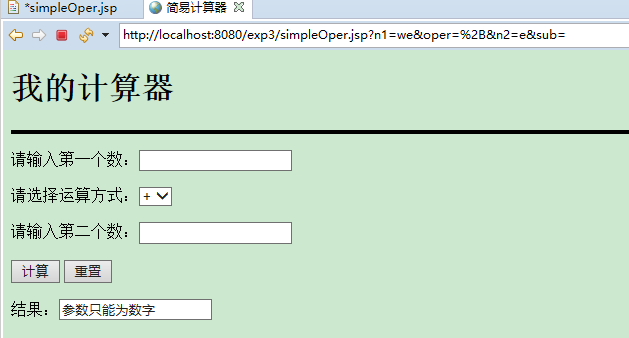 *simpleOper.jsp 简易计算器
http://localhost:8080/exp3/simpleOper.jsp?n1=we&oper=%2B&n2=e&sub=
我的计算器
请输入第一个数：
请选择运算方式： +
请输入第二个数：
计算 重置
结果： 参数只能为数字